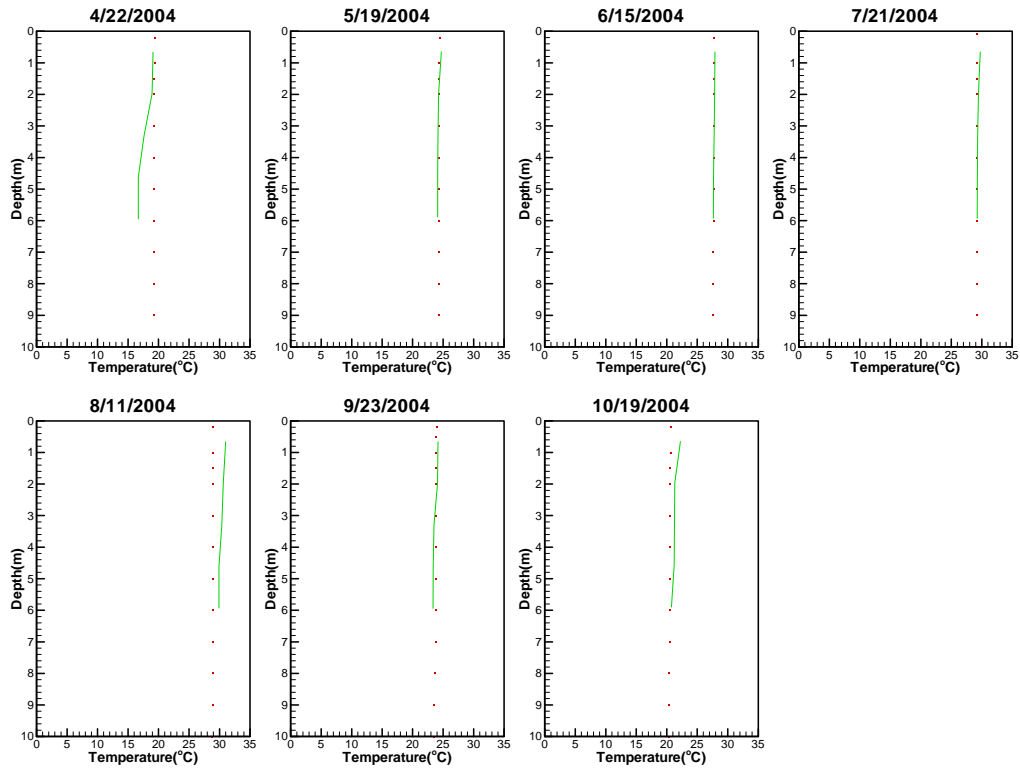 4/22/2004 5/19/2004 6/15/2004 7/21/2004
0 0 0 0
1 1 1 1
2 2 2 2
3 3 3 3
4 4 4 4
Depth(m) Depth(m) Depth(m) Depth(m)
5 5 5 5
6 6 6 6
7 7 7 7
8 8 8 8
9 9 9 9
10 10 10 10
0 5 10 15 20 25 30 35 0 5 10 15 20 25 30 35 0 5 10 15 20 25 30 35 0 5 10 15 20 25 30 35
Temperature(°C) Temperature(°C) Temperature(°C) Temperature(°C)
8/11/2004 9/23/2004 10/19/2004
0 0 0
1 1 1
2 2 2
3 3 3
4 4 4
Depth(m) Depth(m) Depth(m)
5 5 5
6 6 6
7 7 7
8 8 8
9 9 9
10 10 10
0 5 10 15 20 25 30 35 0 5 10 15 20 25 30 35 0 5 10 15 20 25 30 35
Temperature(°C) Temperature(°C) Temperature(°C)